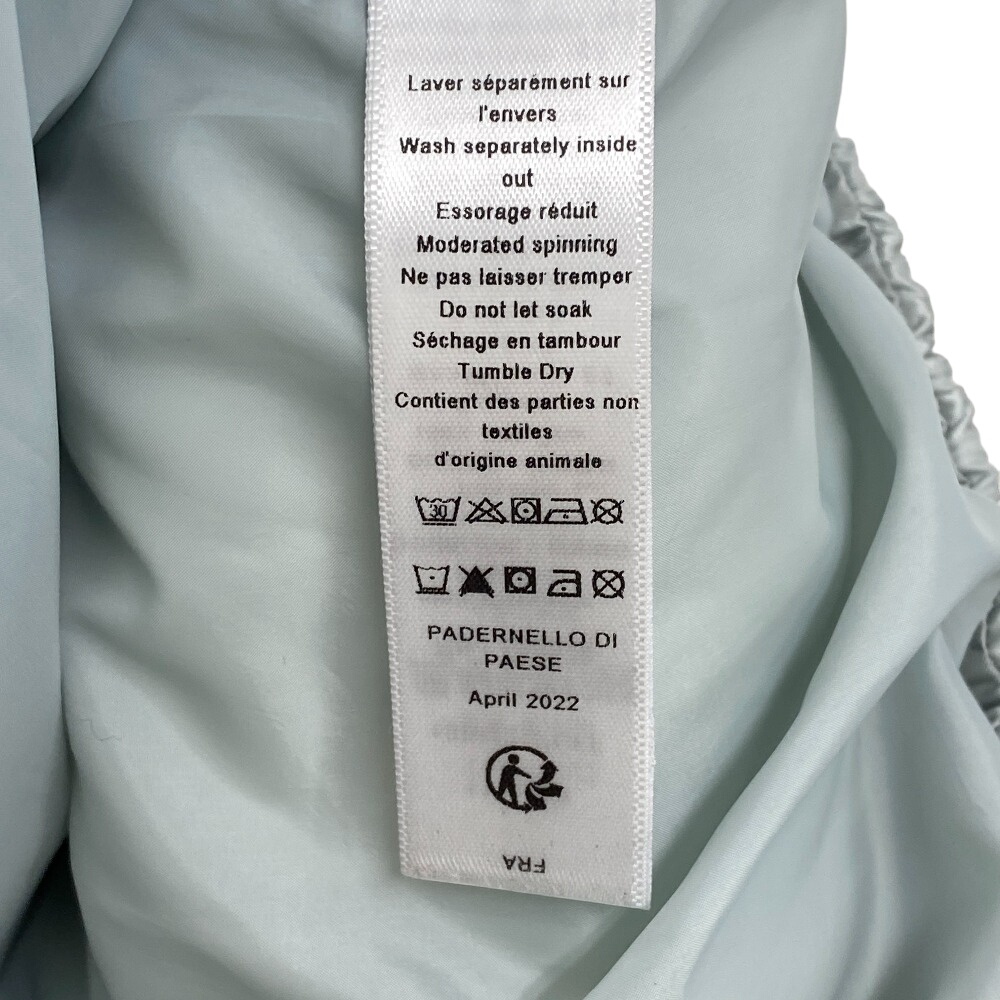 Laver séparément sur
l'envers
Wash separately inside
out
Essorage réduit
Moderated spinning
Ne pas laisser tremper
Do not let soak
Séchage en tambour
Tumble Dry
Contient des parties non
textiles
d'origine animale
30
PADERNELLO DI
PAESE
April 2022
FRA